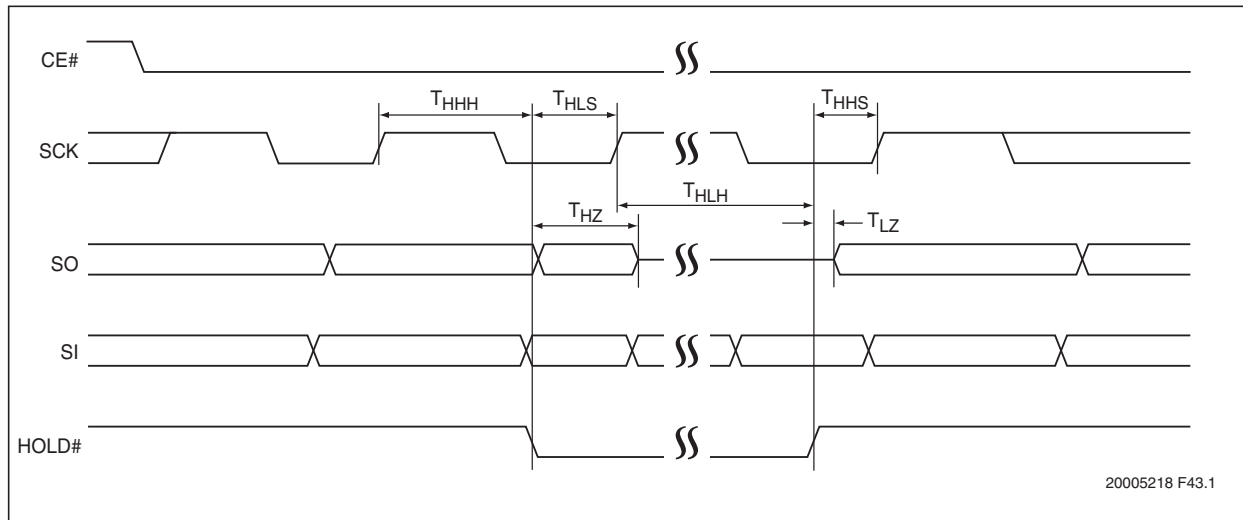 CE#
THHH
THLS
THHS
SCK
THLH
THZ
TLZ
SO
SI
HOLD#
20005218 F43.1